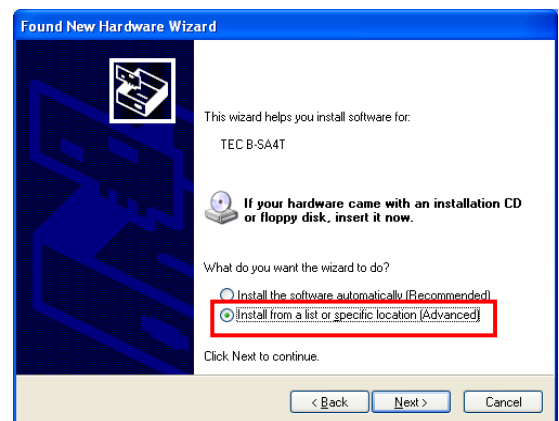 Found New Hardware Wizard
This wizard helps you install software for:
TEC B-SA4T
If your hardware came with an installation CD
or floppy disk, insert it now.
What do you want the wizard to do?
Install the software automatically (Recommended)
Install from a list or specific location (Advanced)
Click Next to continue.
< Back
Next >
Cancel